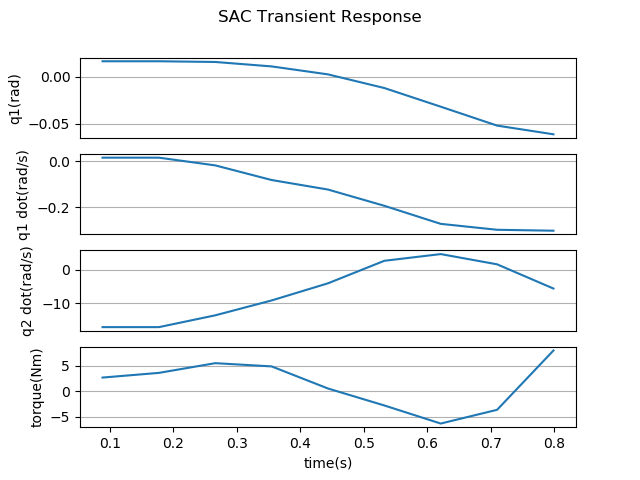 SAC Transient Response
q1(rad)
0.00
−0.05
q1 dot(rad/s)
0.0
−0.2
q2 dot(rad/s)
0
−10
torque(Nm)
5
0
−5
0.1 0.2 0.3 0.4 0.5 0.6 0.7 0.8
time(s)